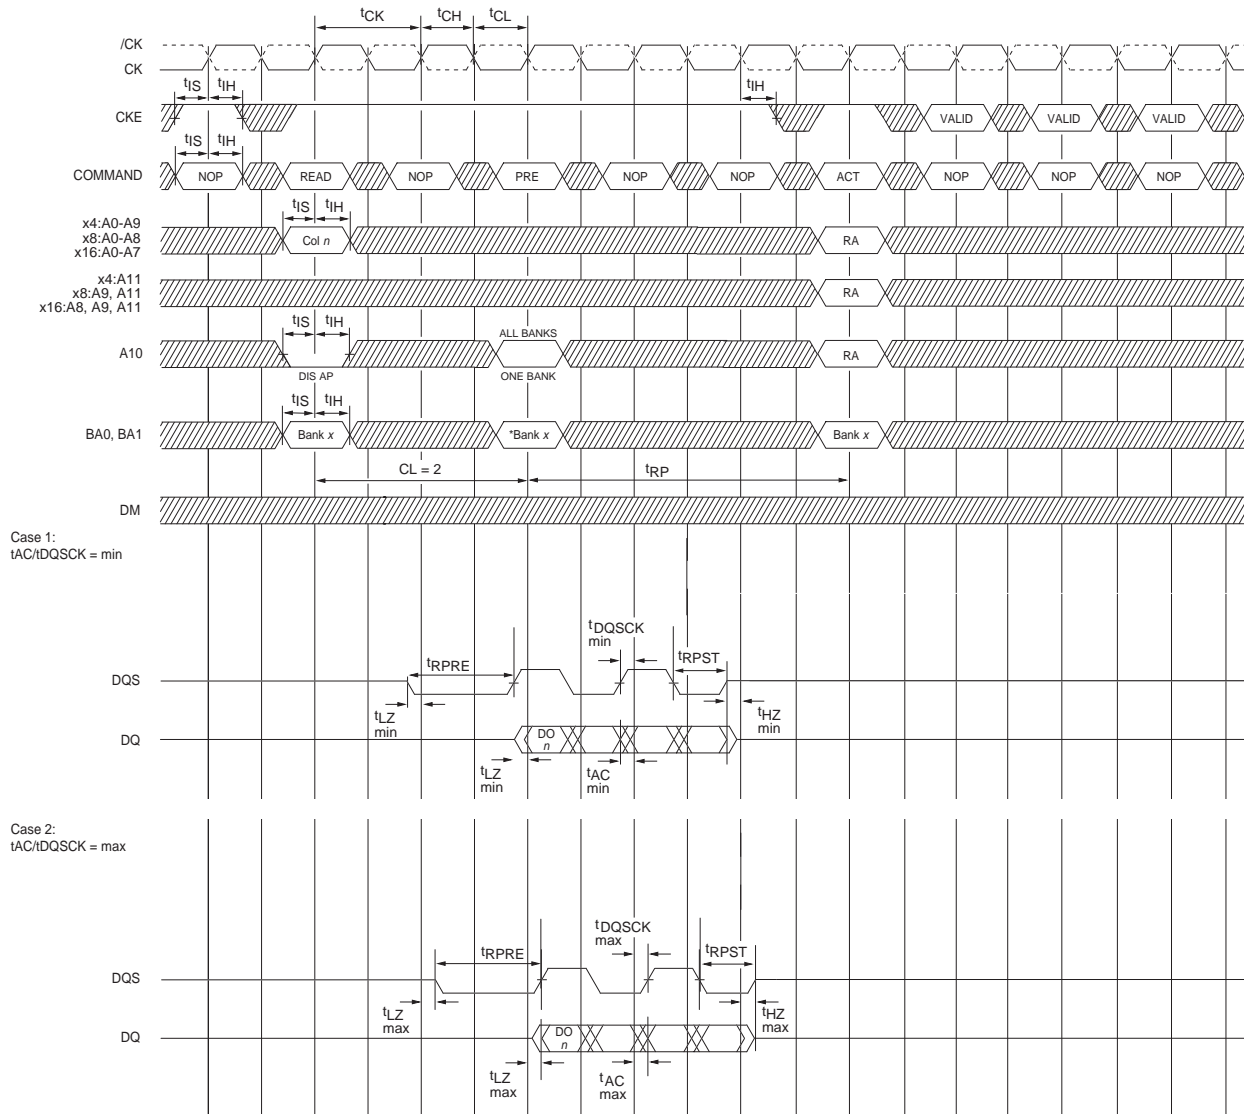 tCK tCH tCL
/CK
CK
tIS tIH tIH
CKE VALID VALID VALID
tIS tIH
COMMAND NOP READ NOP PRE NOP NOP ACT NOP NOP NOP
tIS tIH
x4:A0-A9
x8:A0-A8 Col n RA
x16:A0-A7
x4:A11
x8:A9, A11 RA
x16:A8, A9, A11
tIS tIH ALL BANKS
A10 RA
DIS AP ONE BANK
tIS tIH
BA0, BA1 Bank x *Bank x Bank x
CL = 2 tRP
DM
Case 1:
tAC/tDQSCK = min
tDQSCK
min
tRPRE tRPST
DQS
tLZ
min
tHZ
min
DQ DO
n
tLZ
min
tAC
min
Case 2:
tAC/tDQSCK = max
tDQSCK
max
tRPRE tRPST
DQS
tLZ
max
tHZ
max
DQ DO
n
tLZ
max
tAC
max